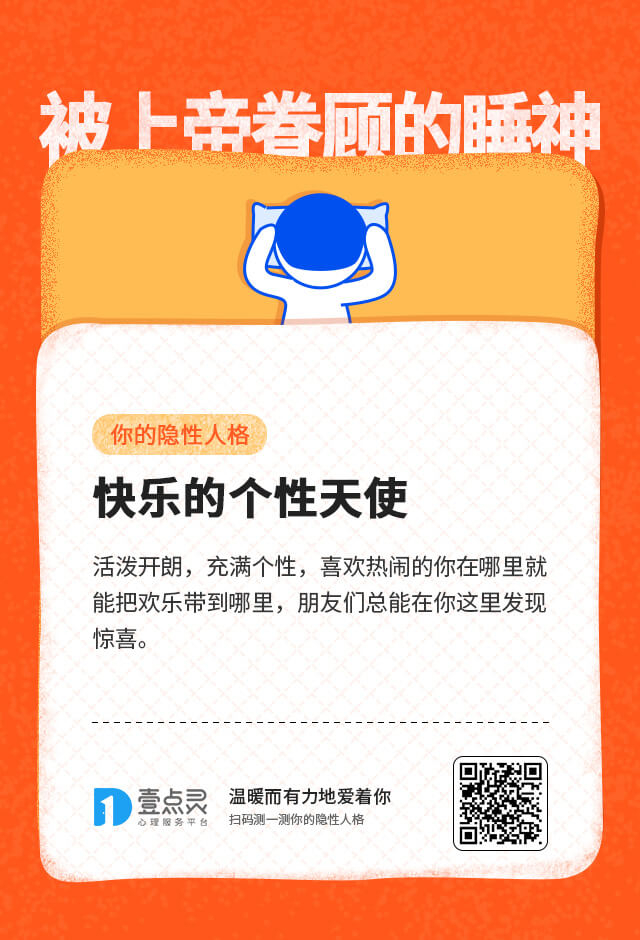 被上帝眷顾的睡神
你的隐性人格
快乐的个性天使
活泼开朗，充满个性，喜欢热闹的你在哪里就
能把欢乐带到哪里，朋友们总能在你这里发现
惊喜。
壹点灵
心理服务平台
温暖而有力地爱着你
扫码测一测你的隐性人格